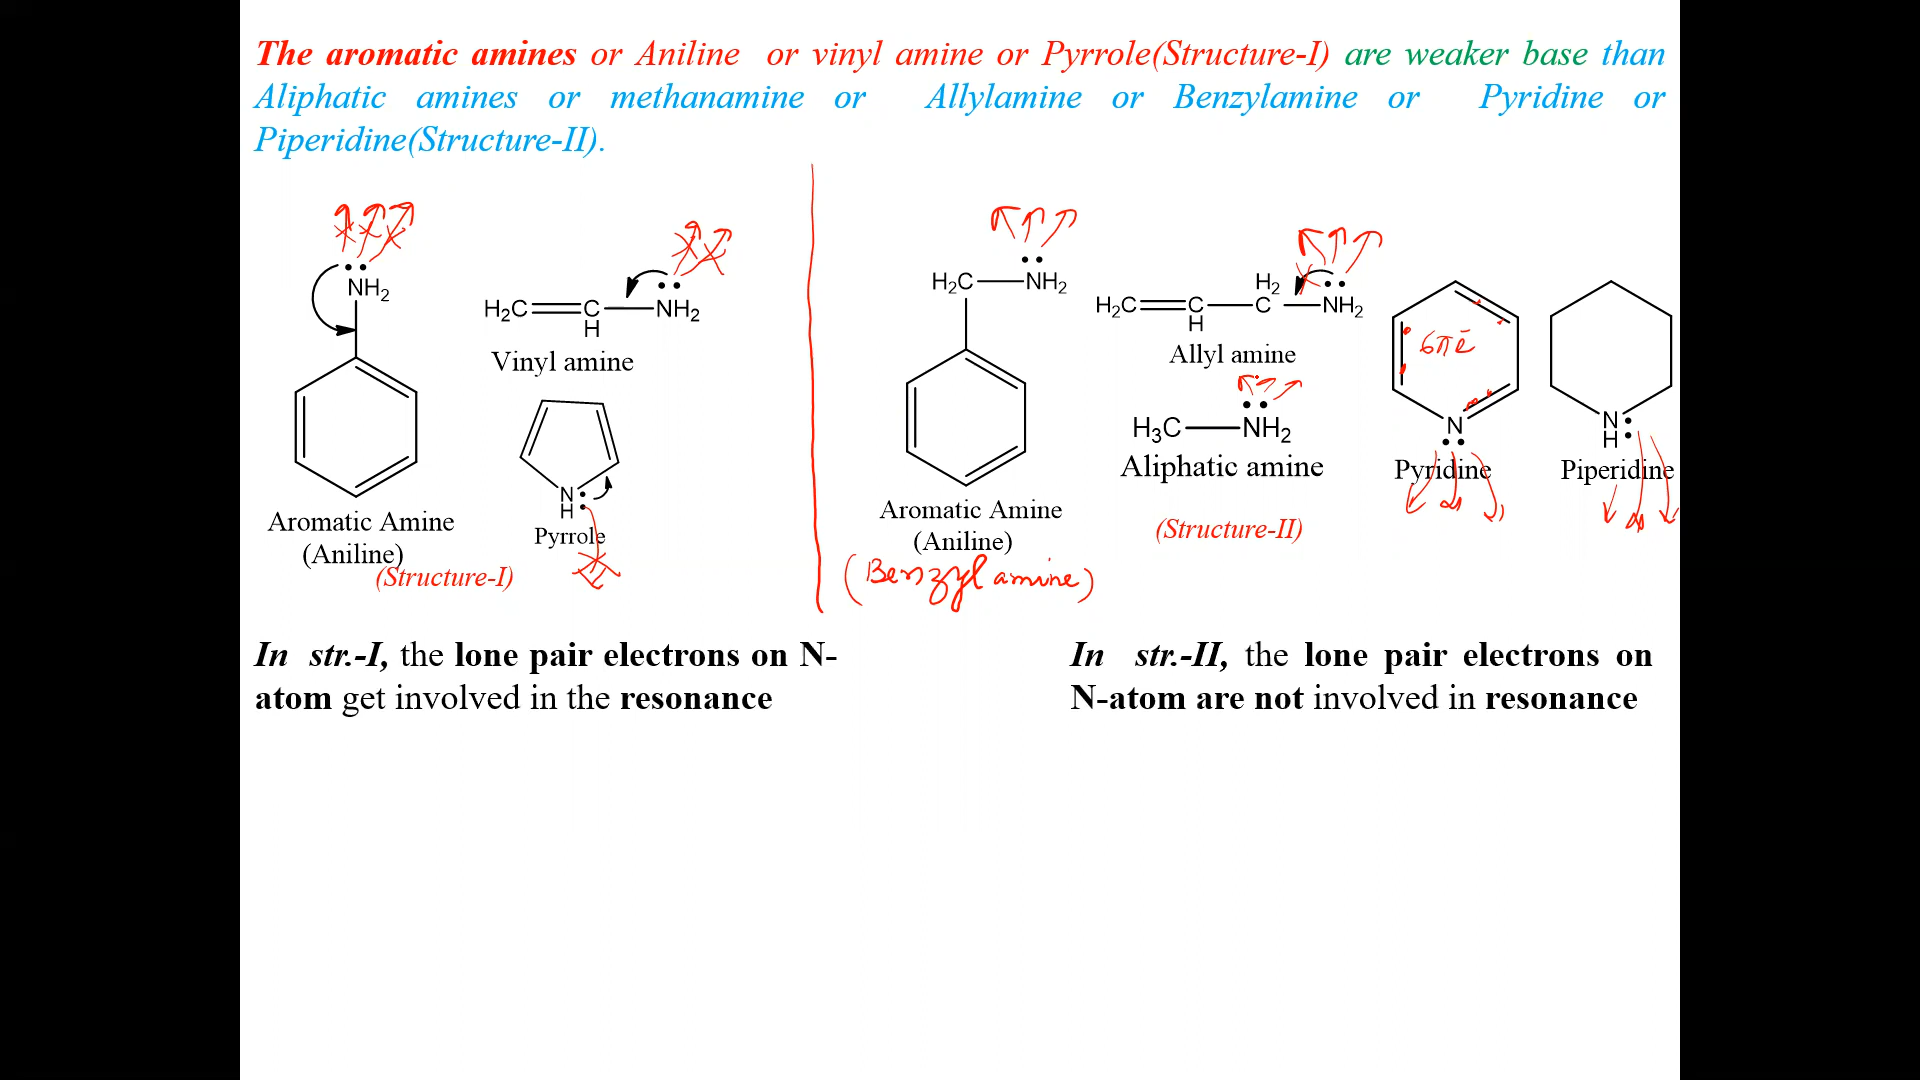 The aromatic amines or Aniline or vinyl amine or Pyrrole(Structure-I) are weaker base than
Aliphatic amines or methanamine or Allylamine or Benzylamine or Pyridine or
Piperidine(Structure-II).
NH2
H2C
C
H
NH2
Vinyl amine
N
H
Pyrrole
Aromatic Amine
(Aniline)
(Structure-I)
H2C
NH2
Aromatic Amine
(Aniline)
(Benzyl amine)
H2C
C
H
H2
C
NH2
Allyl amine
H3C
NH2
Aliphatic amine
(Structure-II)
6πē
N
Pyridine
N
H
Piperidine
In str.-I, the lone pair electrons on N-
atom get involved in the resonance
In str.-II, the lone pair electrons on
N-atom are not involved in resonance